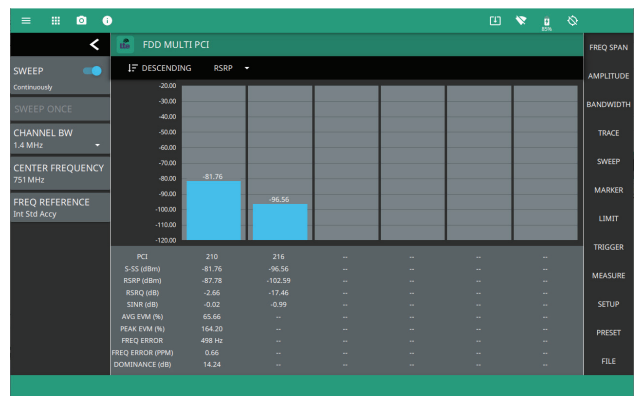 85%
FDD MULTI PCI
DESCENDING RSRP
SWEEP
Continuously
SWEEP ONCE
CHANNEL BW
1.4 MHz
CENTER FREQUENCY
751 MHz
FREQ REFERENCE
Int Std Accy
-20.00
-30.00
-40.00
-50.00
-60.00
-70.00
-80.00
-90.00
-100.00
-110.00
-120.00
-81.76
-96.56
PCI 210 216 -- -- -- --
S-SS (dBm) -81.76 -96.56 -- -- -- --
RSRP (dBm) -87.78 -102.59 -- -- -- --
RSRQ (dB) -2.66 -17.46 -- -- -- --
SINR (dB) -0.02 -0.99 -- -- -- --
AVG EVM (%) 65.66 -- -- -- -- --
PEAK EVM (%) 164.20 -- -- -- -- --
FREQ ERROR 498 Hz -- -- -- -- --
FREQ ERROR (PPM) 0.66 -- -- -- -- --
DOMINANCE (dB) 14.24 -- -- -- -- --
FREQ SPAN
AMPLITUDE
BANDWIDTH
TRACE
SWEEP
MARKER
LIMIT
TRIGGER
MEASURE
SETUP
PRESET
FILE